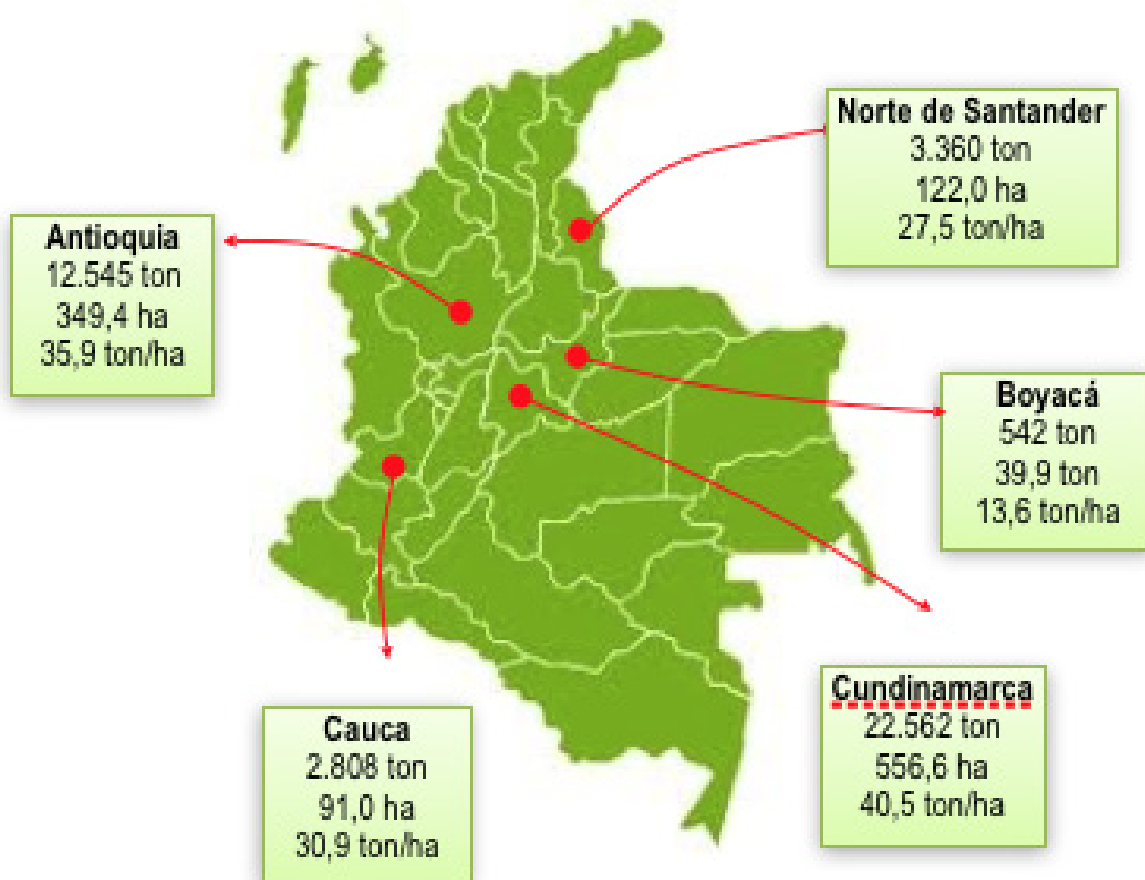 Norte de Santander
3.360 ton
122,0 ha
27,5 ton/ha
Antioquia
12.545 ton
349,4 ha
35,9 ton/ha
Boyacá
542 ton
39,9 ton
13,6 ton/ha
Cundinamarca
22.562 ton
556,6 ha
40,5 ton/ha
Cauca
2.808 ton
91,0 ha
30,9 ton/ha